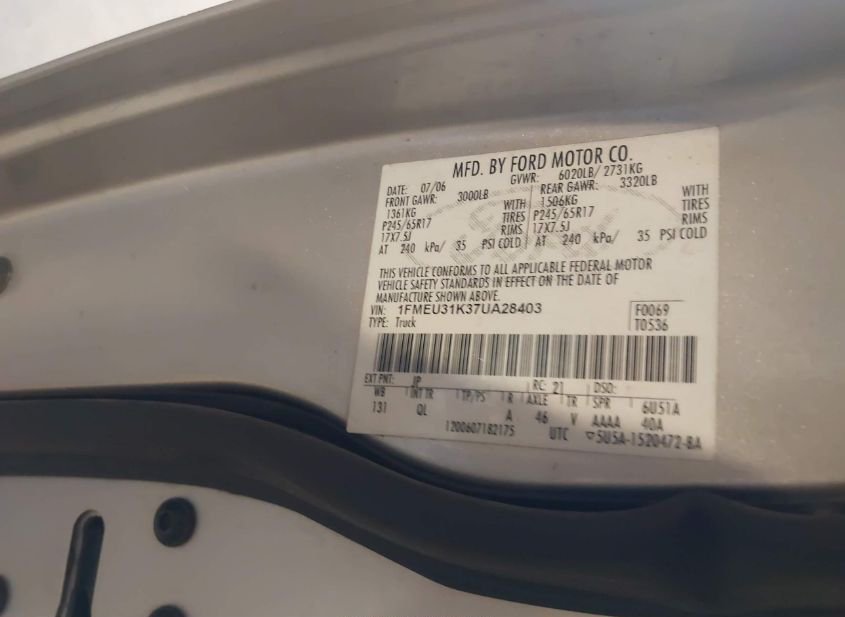 MFD. BY FORD MOTOR CO.
DATE: 07/06 GVWR: 6020LB/ 2731KG
FRONT GAWR: 3000LB REAR GAWR: 3320LB
1361KG WITH 1506KG WITH
P245/65R17 TIRES P245/65R17 TIRES
17X7.5J RIMS 17X7.5J RIMS
AT 240 kPa/ 35 PSI COLD AT 240 kPa/ 35 PSI COLD
THIS VEHICLE CONFORMS TO ALL APPLICABLE FEDERAL MOTOR
VEHICLE SAFETY STANDARDS IN EFFECT ON THE DATE OF
MANUFACTURE SHOWN ABOVE.
VIN: 1FMEU31K37UA28403 F0069
TYPE: Truck T0536
EXT PNT: JP RC: 21 DSO:
WB INT TR TP/PS R AXLE TR SPR 6U51A
131 QL A 46 V AAAA 40A
1200607182175 UTC ▽5U5A-1520472-BA